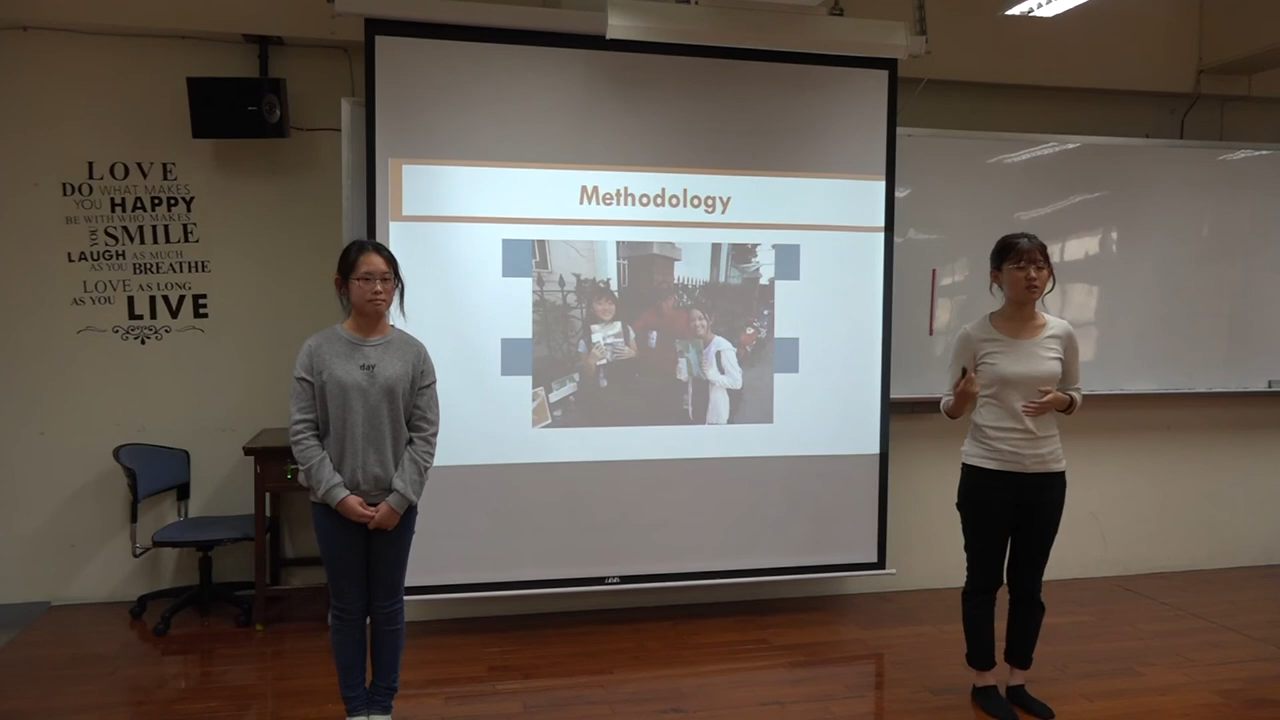 LOVE
DO WHAT MAKES
YOU HAPPY
BE WITH WHO MAKES
YOU SMILE
LAUGH AS MUCH
AS YOU BREATHE
LOVE AS LONG
AS YOU LIVE
Methodology
day